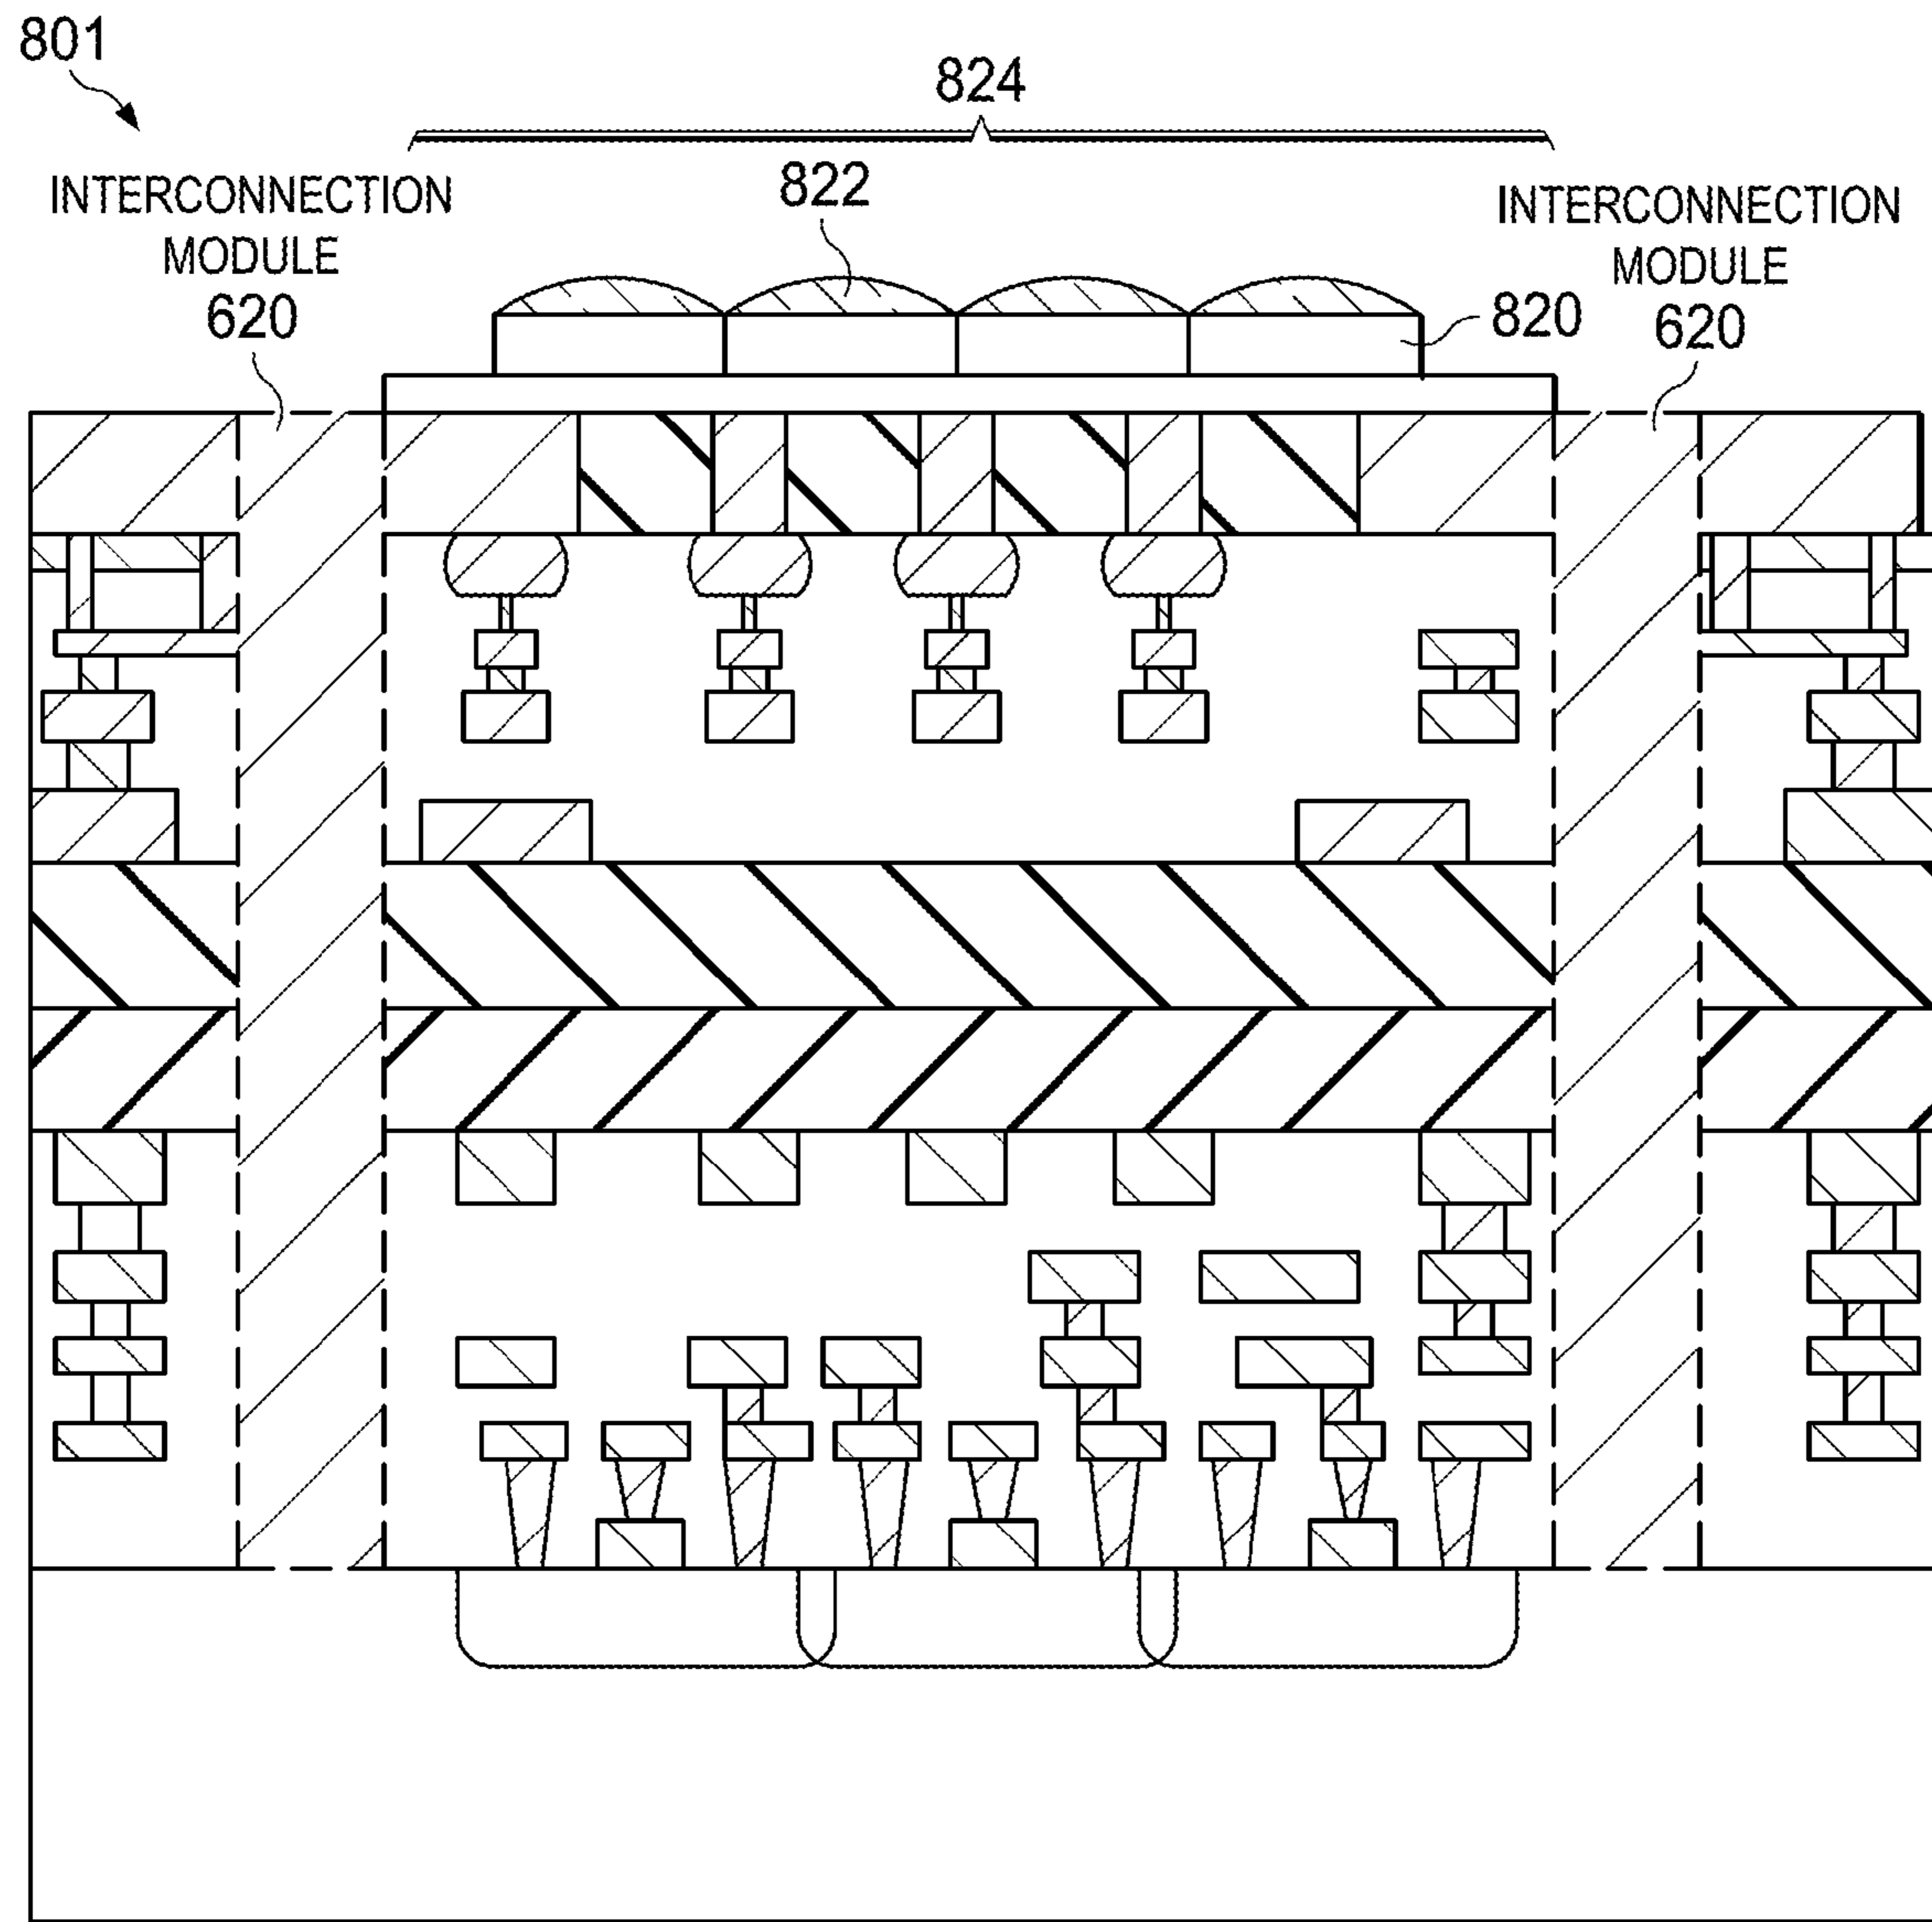 801
824
INTERCONNECTION
MODULE
620
822
INTERCONNECTION
MODULE
620
820